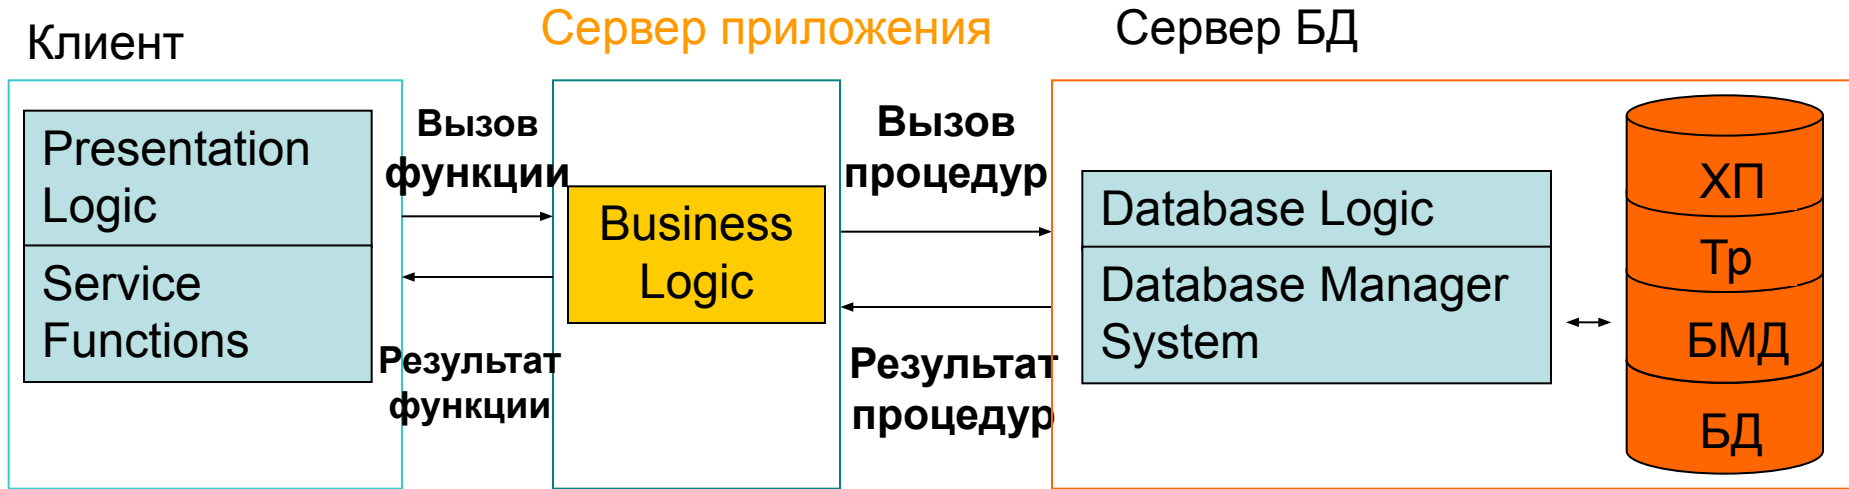 Клиент
Сервер приложения
Сервер БД
Presentation
Logic
Service
Functions
Вызов
функции
Результат
функции
Business
Logic
Вызов
процедур
Результат
процедур
Database Logic
Database Manager
System
ХП
Тр
БМД
БД